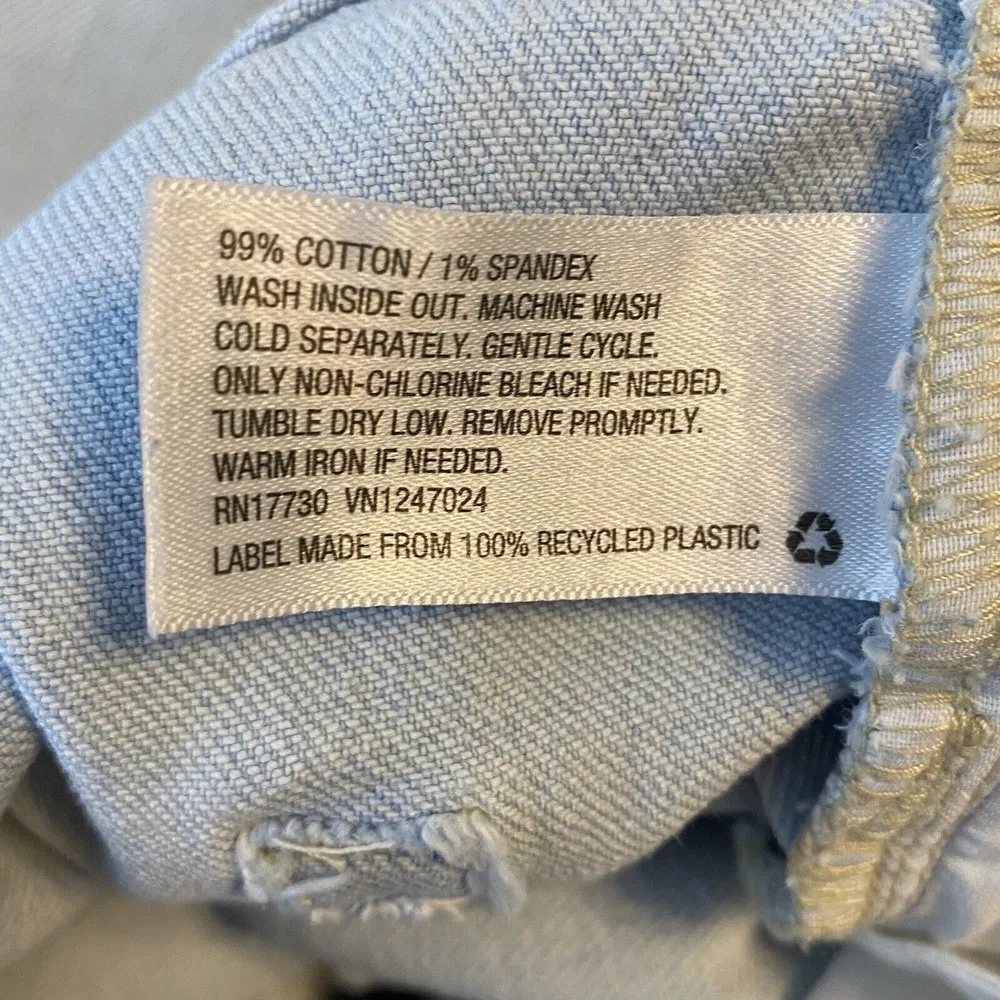 99% COTTON / 1% SPANDEX
WASH INSIDE OUT. MACHINE WASH
COLD SEPARATELY. GENTLE CYCLE.
ONLY NON-CHLORINE BLEACH IF NEEDED.
TUMBLE DRY LOW. REMOVE PROMPTLY.
WARM IRON IF NEEDED.
RN17730 VN1247024
LABEL MADE FROM 100% RECYCLED PLASTIC